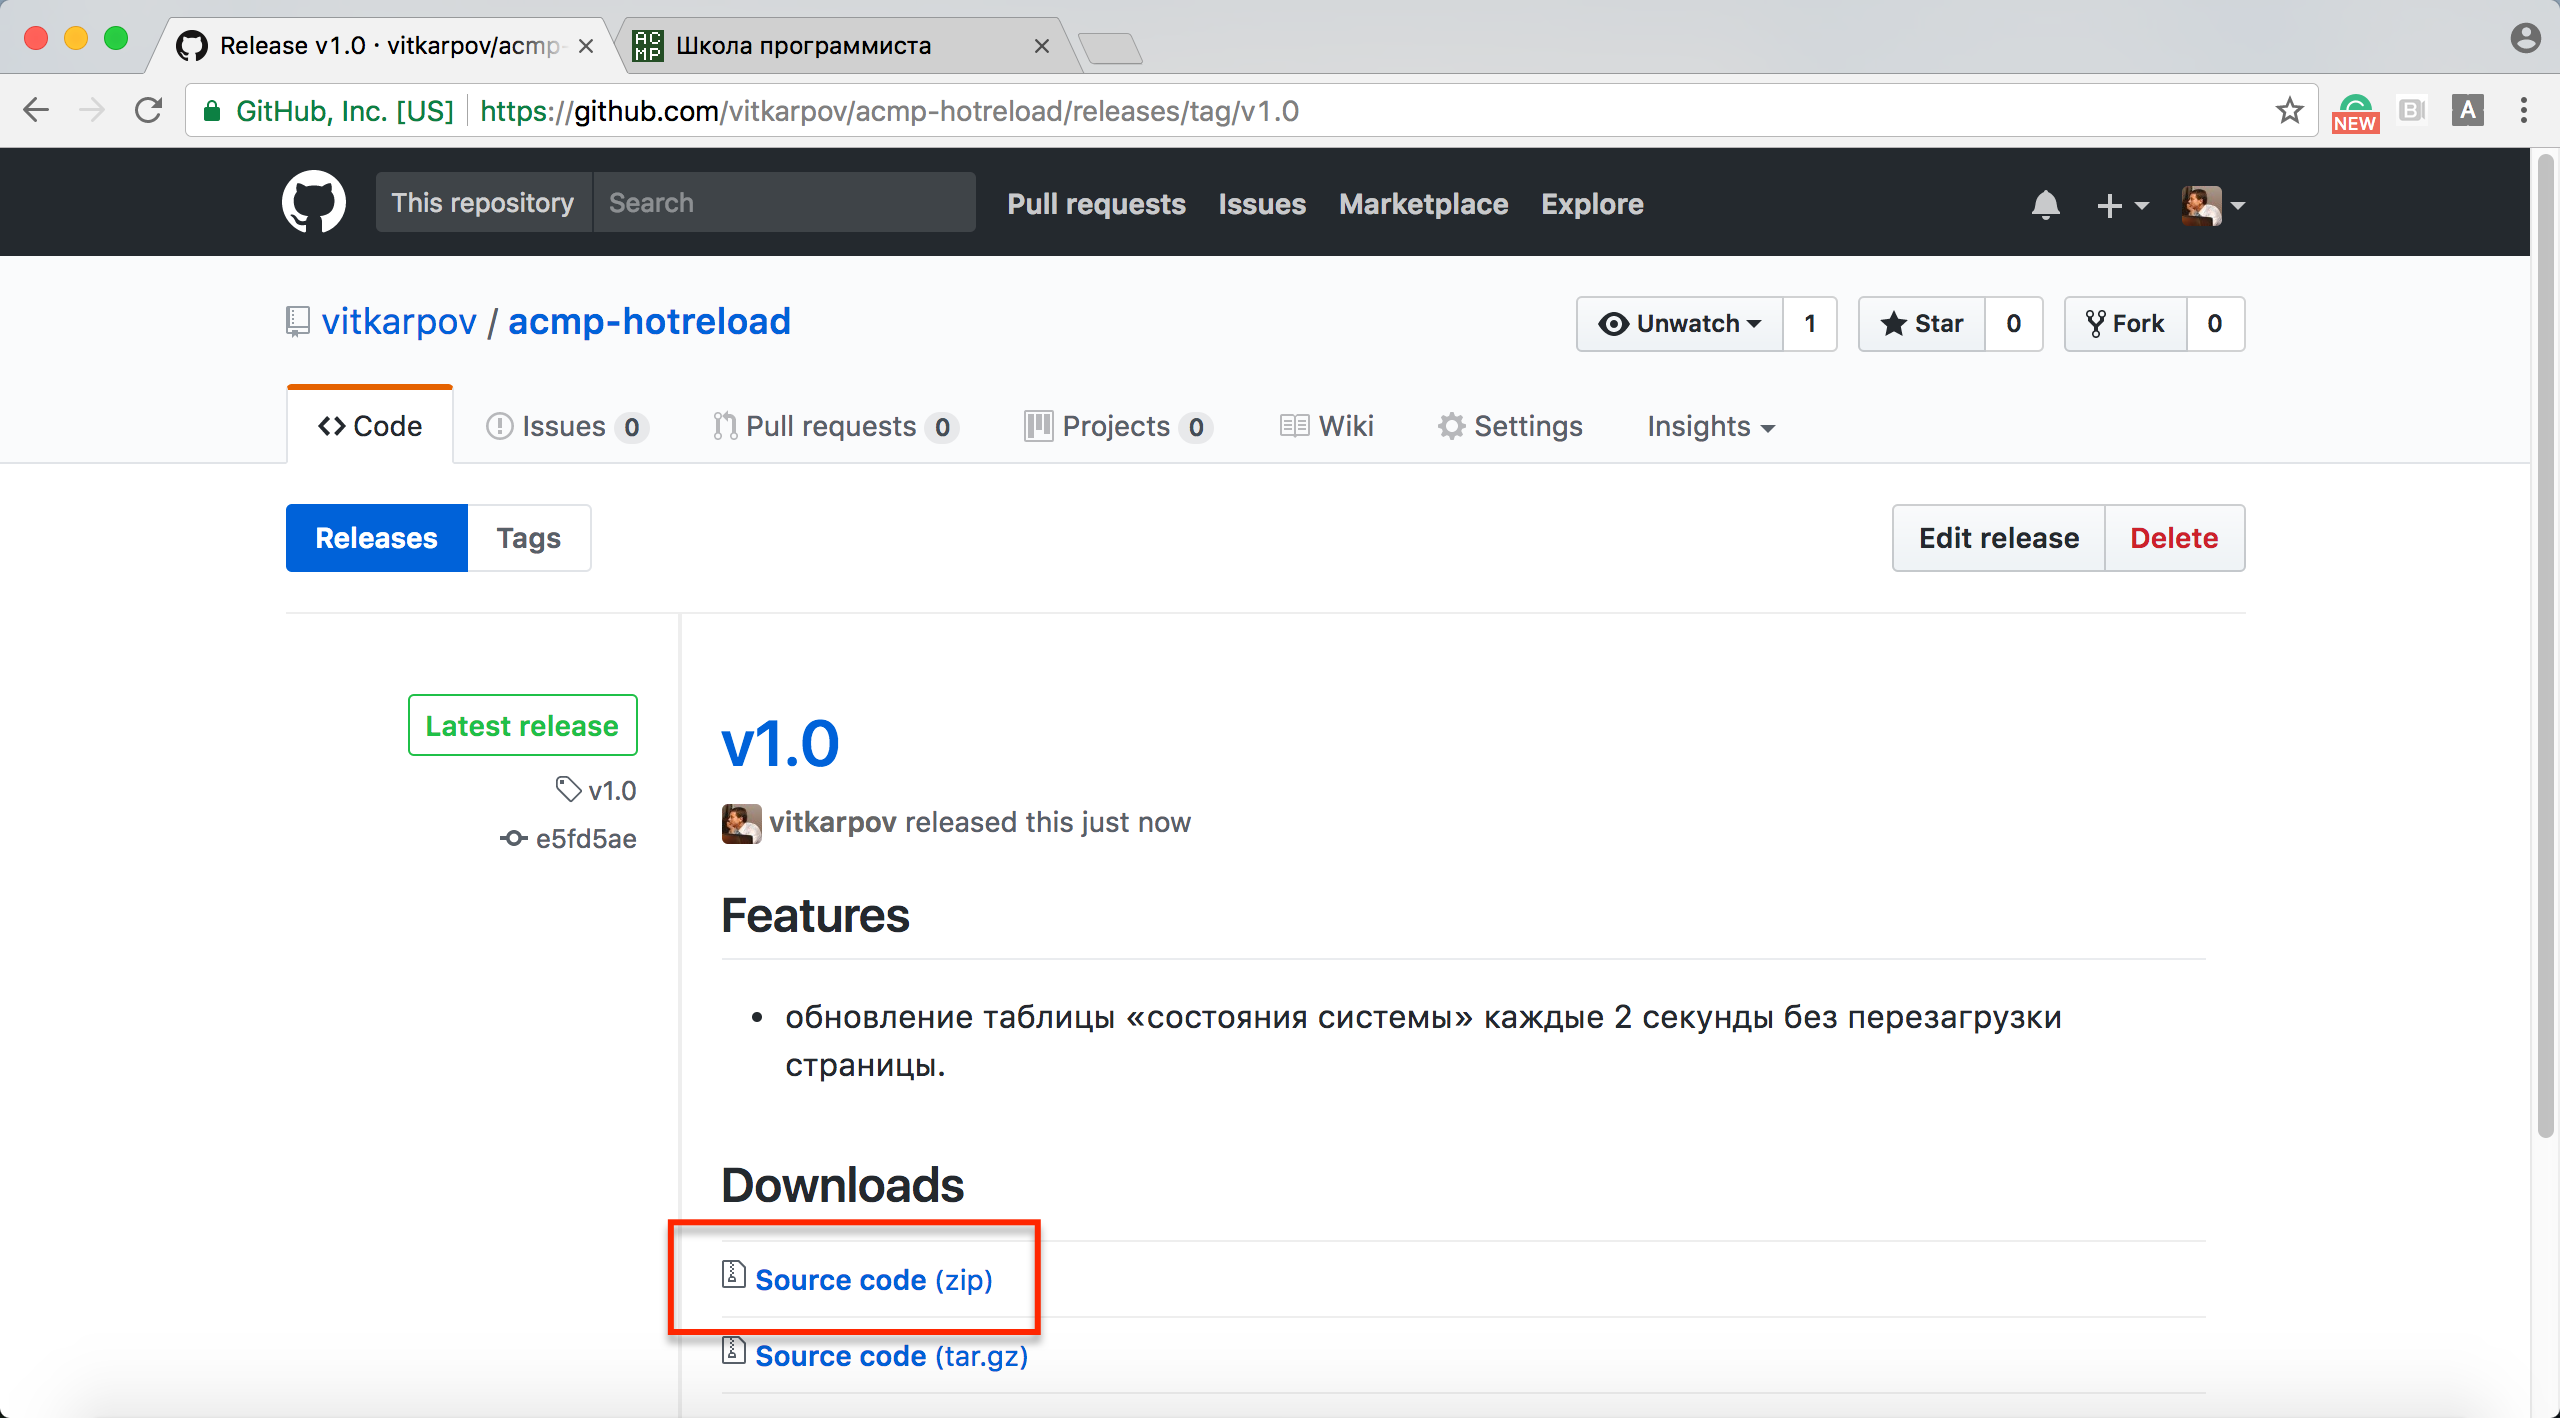 Release v1.0 · vitkarpov/acmp-
AC MP Школа программиста
GitHub, Inc. [US] https://github.com/vitkarpov/acmp-hotreload/releases/tag/v1.0
NEW B A
This repository Search Pull requests Issues Marketplace Explore
vitkarpov / acmp-hotreload Unwatch 1 Star 0 Fork 0
Code Issues 0 Pull requests 0 Projects 0 Wiki Settings Insights
Releases Tags Edit release Delete
Latest release
v1.0
e5fd5ae
v1.0
vitkarpov released this just now
Features
• обновление таблицы «состояния системы» каждые 2 секунды без перезагрузки
страницы.
Downloads
Source code (zip)
Source code (tar.gz)